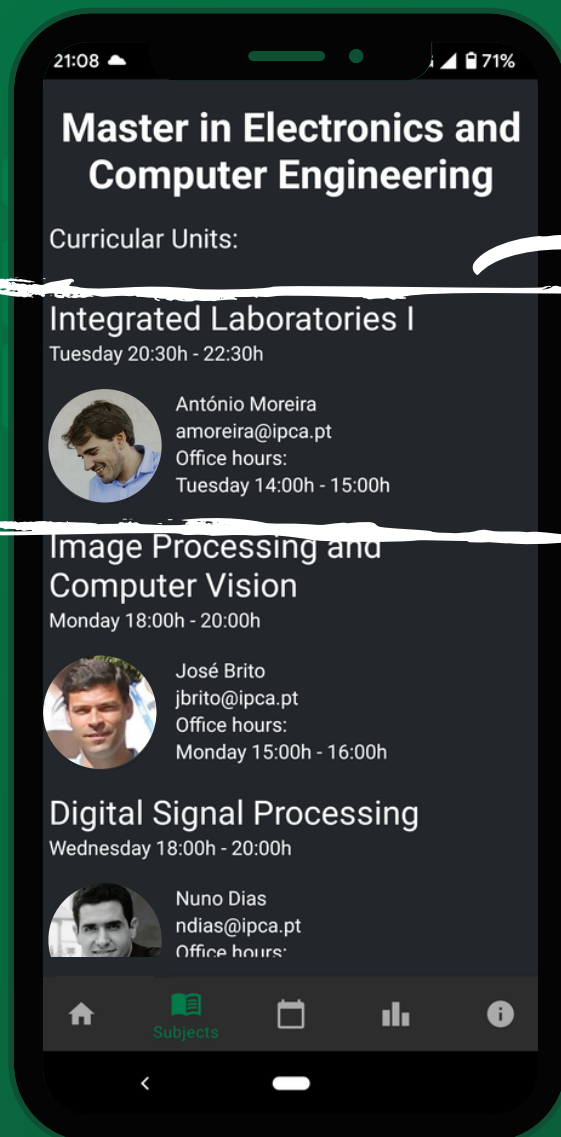 21:08
71%
Master in Electronics and
Computer Engineering
Curricular Units:
Integrated Laboratories I
Tuesday 20:30h - 22:30h
António Moreira
amoreira@ipca.pt
Office hours:
Tuesday 14:00h - 15:00h
Image Processing and
Computer Vision
Monday 18:00h - 20:00h
José Brito
jbrito@ipca.pt
Office hours:
Monday 15:00h - 16:00h
Digital Signal Processing
Wednesday 18:00h - 20:00h
Nuno Dias
ndias@ipca.pt
Office hours:
Subjects